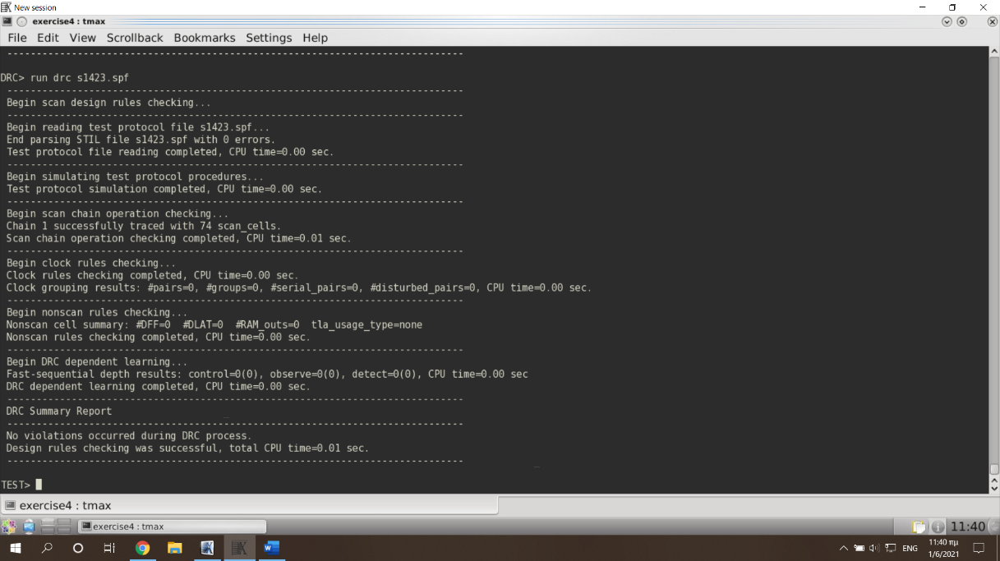 New session
exercise4 : tmax
File Edit View Scrollback Bookmarks Settings Help
------------------------------------------------------------------------------
DRC> run drc s1423.spf
------------------------------------------------------------------------------
Begin scan design rules checking...
------------------------------------------------------------------------------
Begin reading test protocol file s1423.spf...
End parsing STIL file s1423.spf with 0 errors.
Test protocol file reading completed, CPU time=0.00 sec.
------------------------------------------------------------------------------
Begin simulating test protocol procedures...
Test protocol simulation completed, CPU time=0.00 sec.
------------------------------------------------------------------------------
Begin scan chain operation checking...
Chain 1 successfully traced with 74 scan_cells.
Scan chain operation checking completed, CPU time=0.01 sec.
------------------------------------------------------------------------------
Begin clock rules checking...
Clock rules checking completed, CPU time=0.00 sec.
Clock grouping results: #pairs=0, #groups=0, #serial_pairs=0, #disturbed_pairs=0, CPU time=0.00 sec.
------------------------------------------------------------------------------
Begin nonscan rules checking...
Nonscan cell summary: #DFF=0  #DLAT=0  #RAM_outs=0  tla_usage_type=none
Nonscan rules checking completed, CPU time=0.00 sec.
------------------------------------------------------------------------------
Begin DRC dependent learning...
Fast-sequential depth results: control=0(0), observe=0(0), detect=0(0), CPU time=0.00 sec
DRC dependent learning completed, CPU time=0.00 sec.
------------------------------------------------------------------------------
DRC Summary Report
------------------------------------------------------------------------------
No violations occurred during DRC process.
Design rules checking was successful, total CPU time=0.01 sec.
------------------------------------------------------------------------------
TEST>
exercise4 : tmax
exercise4 : tmax
11:40
ENG
11:40 πμ
1/6/2021